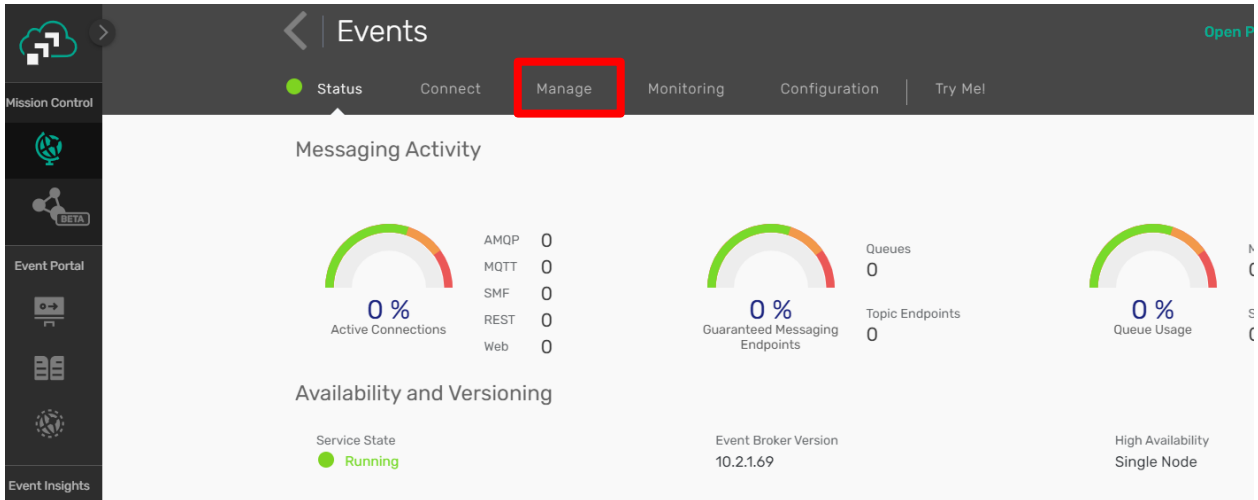 Events
Open P
Mission Control
Status Connect Manage Monitoring Configuration Try Me!
Messaging Activity
BETA
Event Portal
AMQP 0
MQTT 0
SMF 0
REST 0
Web 0
0 %
Active Connections
Queues
0
Topic Endpoints
0
0 %
Guaranteed Messaging
Endpoints
0 %
Queue Usage
Availability and Versioning
Service State
Running
Event Broker Version
10.2.1.69
High Availability
Single Node
Event Insights